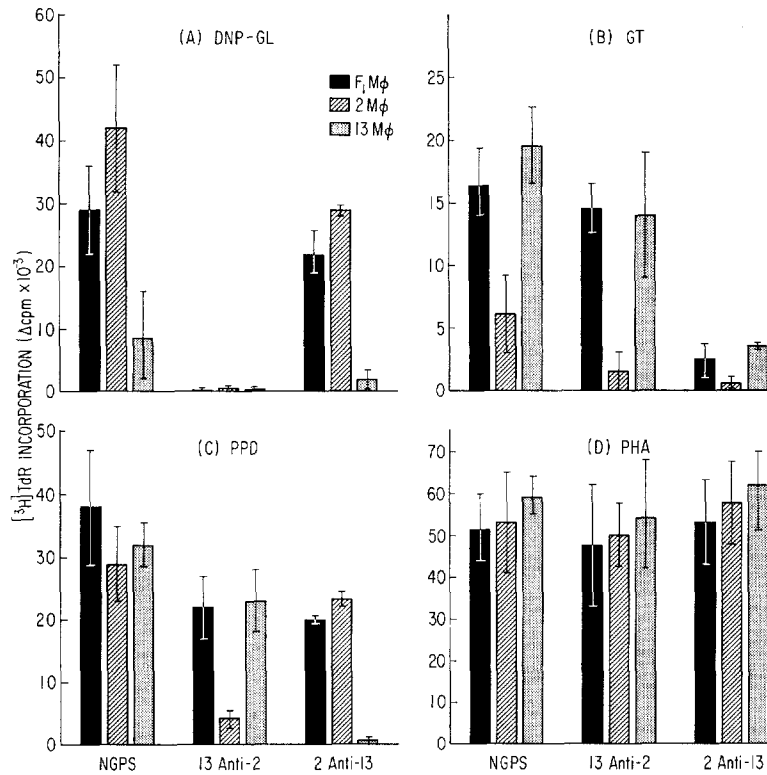 (A) DNP-GL
60
50
40
30
20
10
0
F₁ Mϕ
2 Mϕ
13 Mϕ
(B) GT
25
20
15
10
5
0
[³H]TdR INCORPORATION (Δcpm ×10⁻³)
(C) PPD
50
40
30
20
10
0
NGPS 13 Anti-2 2 Anti-13
(D) PHA
70
60
50
40
30
20
10
0
NGPS 13 Anti-2 2 Anti-13